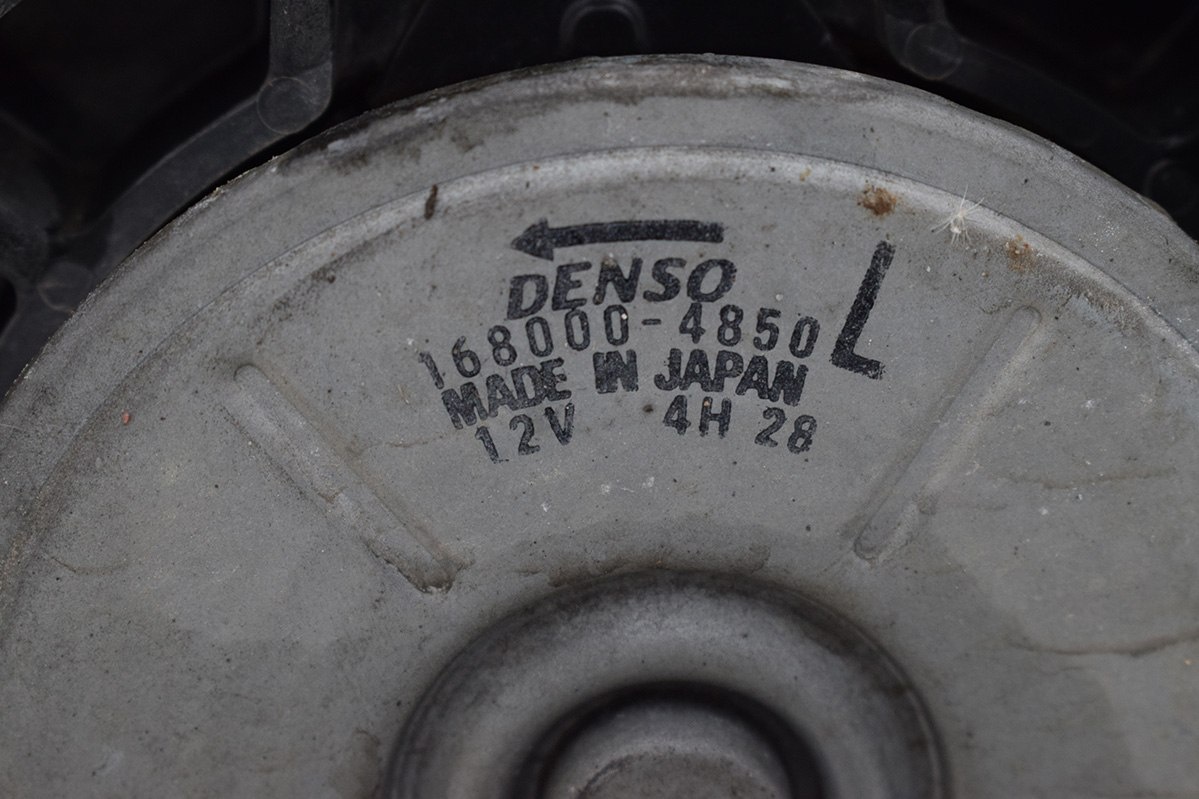 DENSO
168000-4850 L
MADE IN JAPAN
12V 4H 28